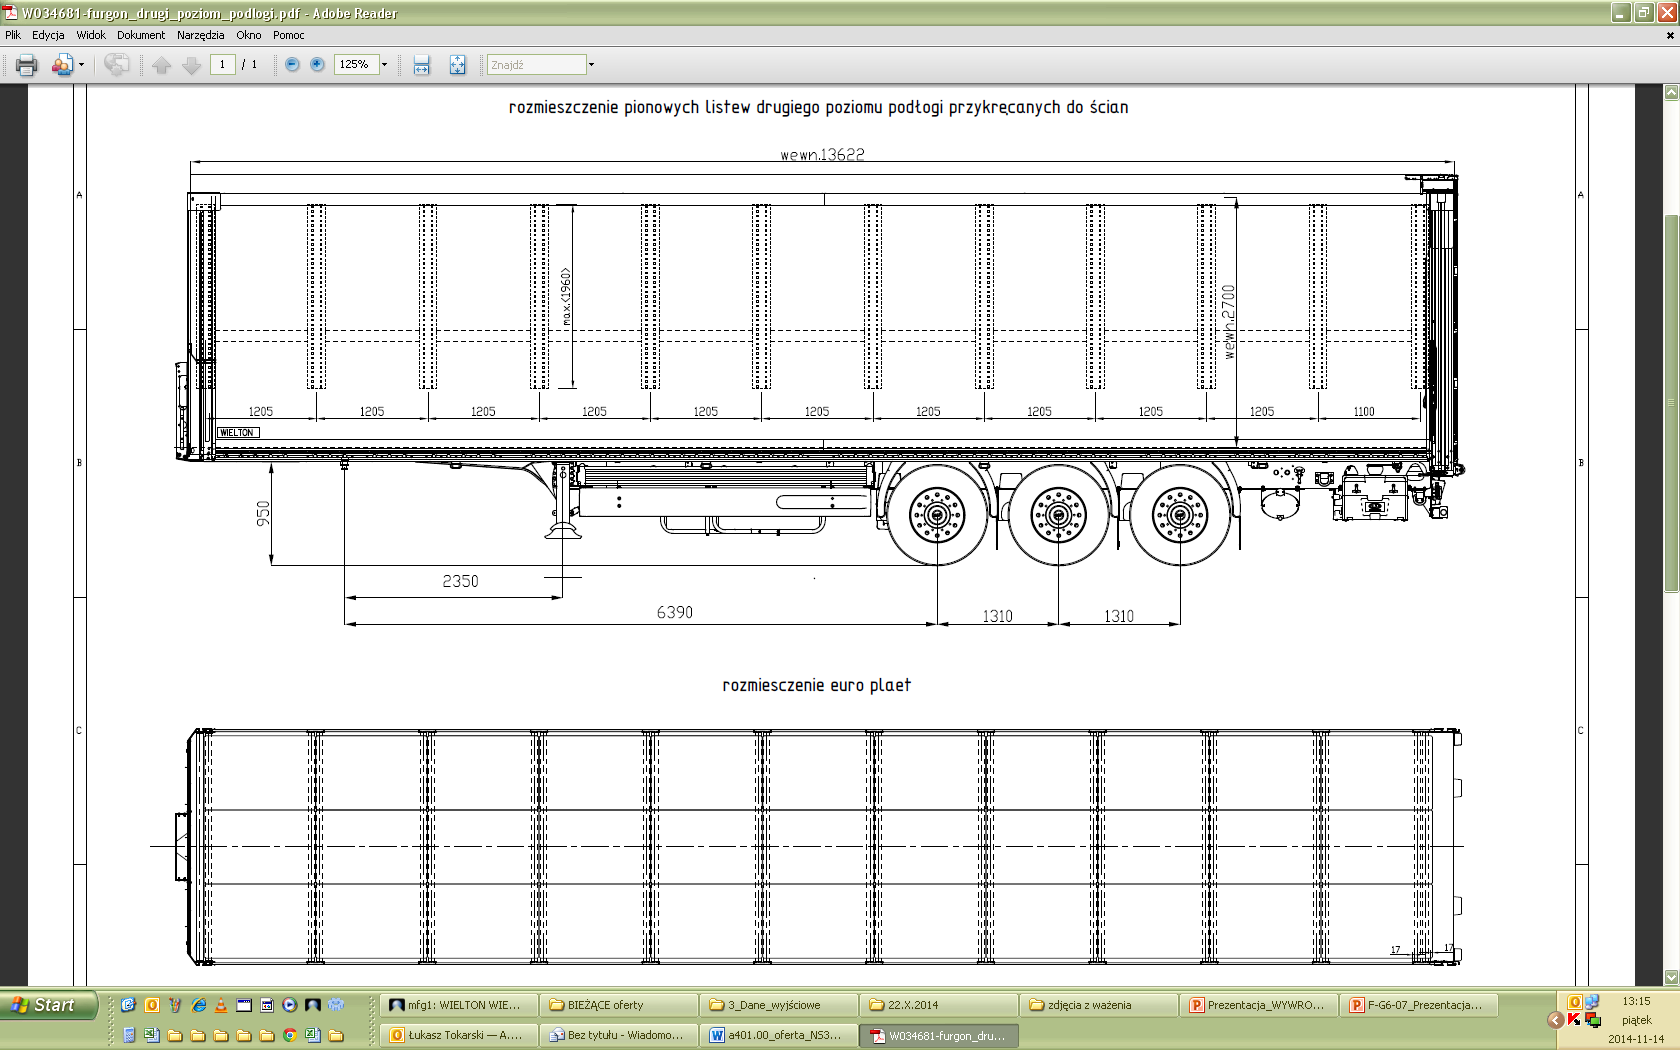 W034681-furgon_drugi_poziom_podlogi.pdf - Adobe Reader
Plik Edycja Widok Dokument Narzędzia Okno Pomoc
1 / 1 125% Znajdź
rozmieszczenie pionowych listew drugiego poziomu podłogi przykręcanych do ścian
wewn.13622
A A
max.(1960)
wewn.2700
1205 1205 1205 1205 1205 1205 1205 1205 1205 1205 1100
WIELTON
B B
950
2350
6390 1310 1310
rozmiesczenie euro plaet
C C
17 17
Start mfg1: WIELTON WIE... BIEŻĄCE oferty 3_Dane_wyjściowe 22.X.2014 zdjęcia z ważenia Prezentacja_WYWRO... F-G6-07_Prezentacja... 13:15
piątek
Łukasz Tokarski — A.... Bez tytułu - Wiadomo... a401.00_oferta_NS3... W034681-furgon_dru... 2014-11-14